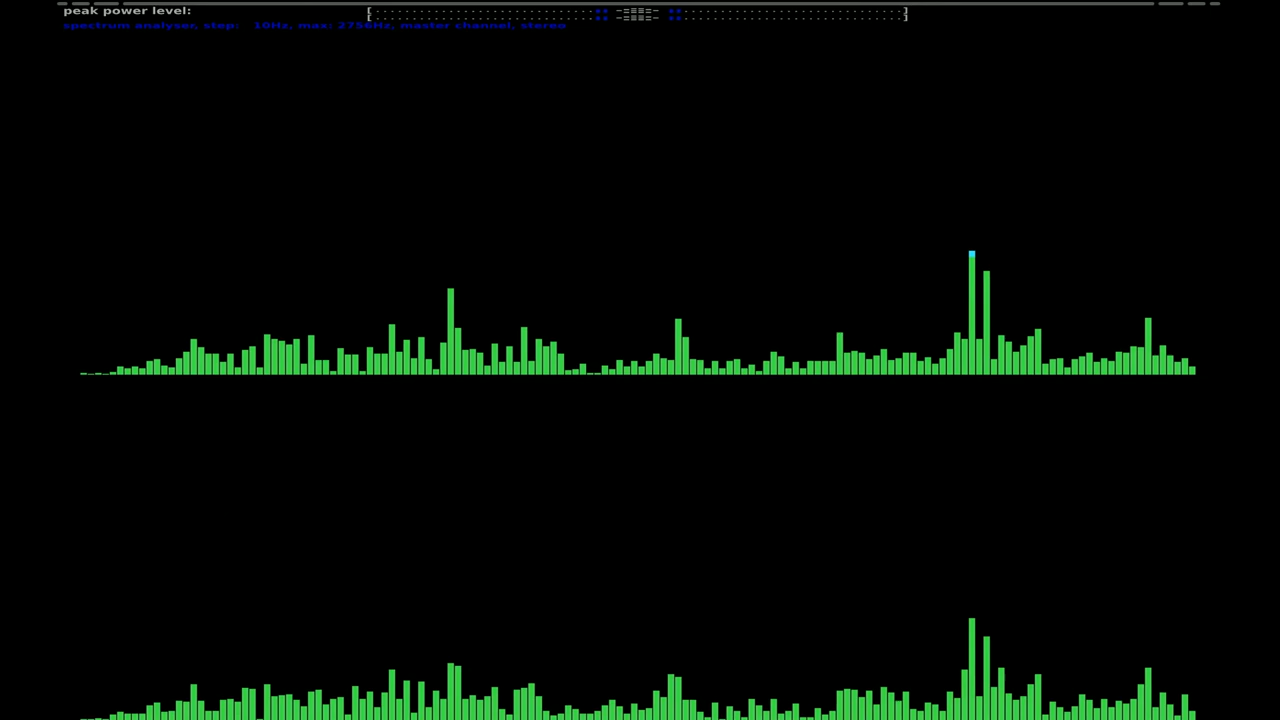 peak power level:
spectrum analyser, step: 10Hz, max: 2756Hz, master channel, stereo